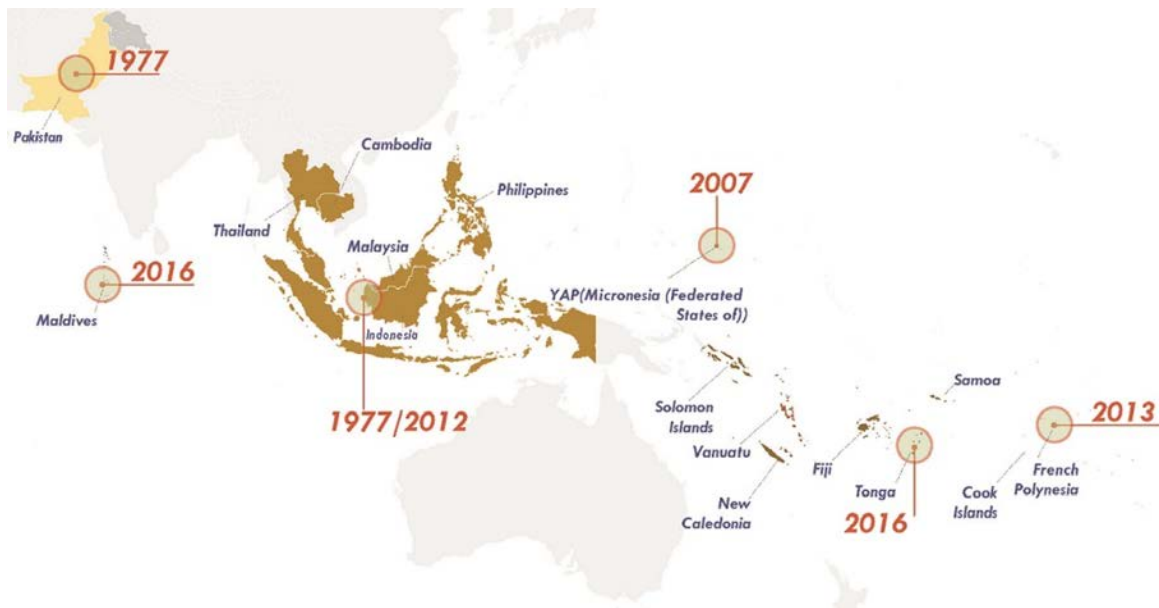 1977
Pakistan
Cambodia
Philippines
2007
Thailand
Malaysia
2016
Maldives
YAP(Micronesia (Federated
States of))
Indonesia
Samoa
Solomon
Islands
1977/2012
2013
Vanuatu
Fiji
French
Polynesia
Tonga
Cook
Islands
New
Caledonia
2016